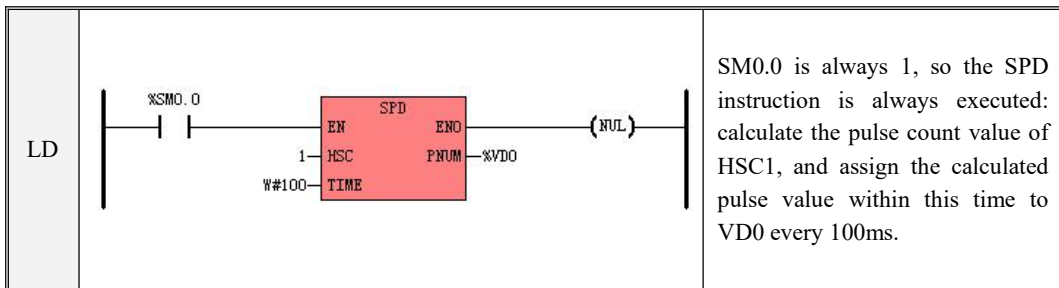 LD
%SM0.0
SPD
EN ENO
(NUL)
1 HSC PNUM %VD0
W#100 TIME
SM0.0 is always 1, so the SPD
instruction is always executed:
calculate the pulse count value of
HSC1, and assign the calculated
pulse value within this time to
VD0 every 100ms.